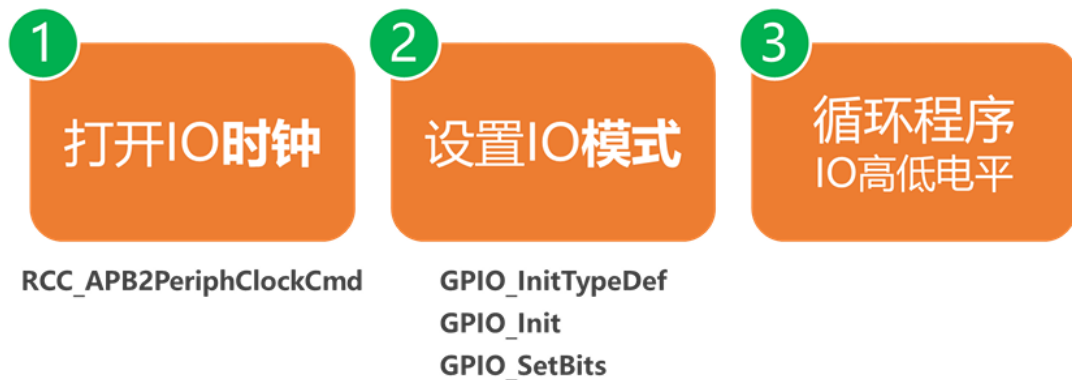 1
打开IO时钟
RCC_APB2PeriphClockCmd
2
设置IO模式
GPIO_InitTypeDef
GPIO_Init
GPIO_SetBits
3
循环程序
IO高低电平